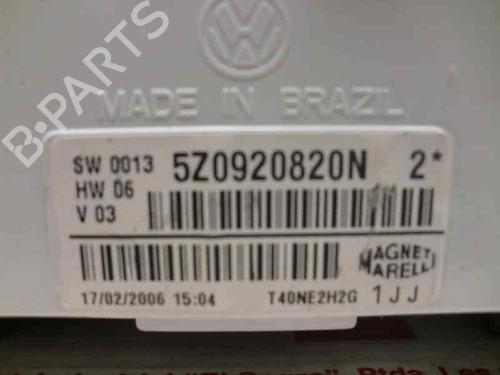 VW
MADE IN BRAZIL
B-PARTS
SW 0013 5Z0920820N 2*
HW 06
V 03
MAGNETI
MARELLI
17/02/2006 15:04 T40NE2H2G 1JJ